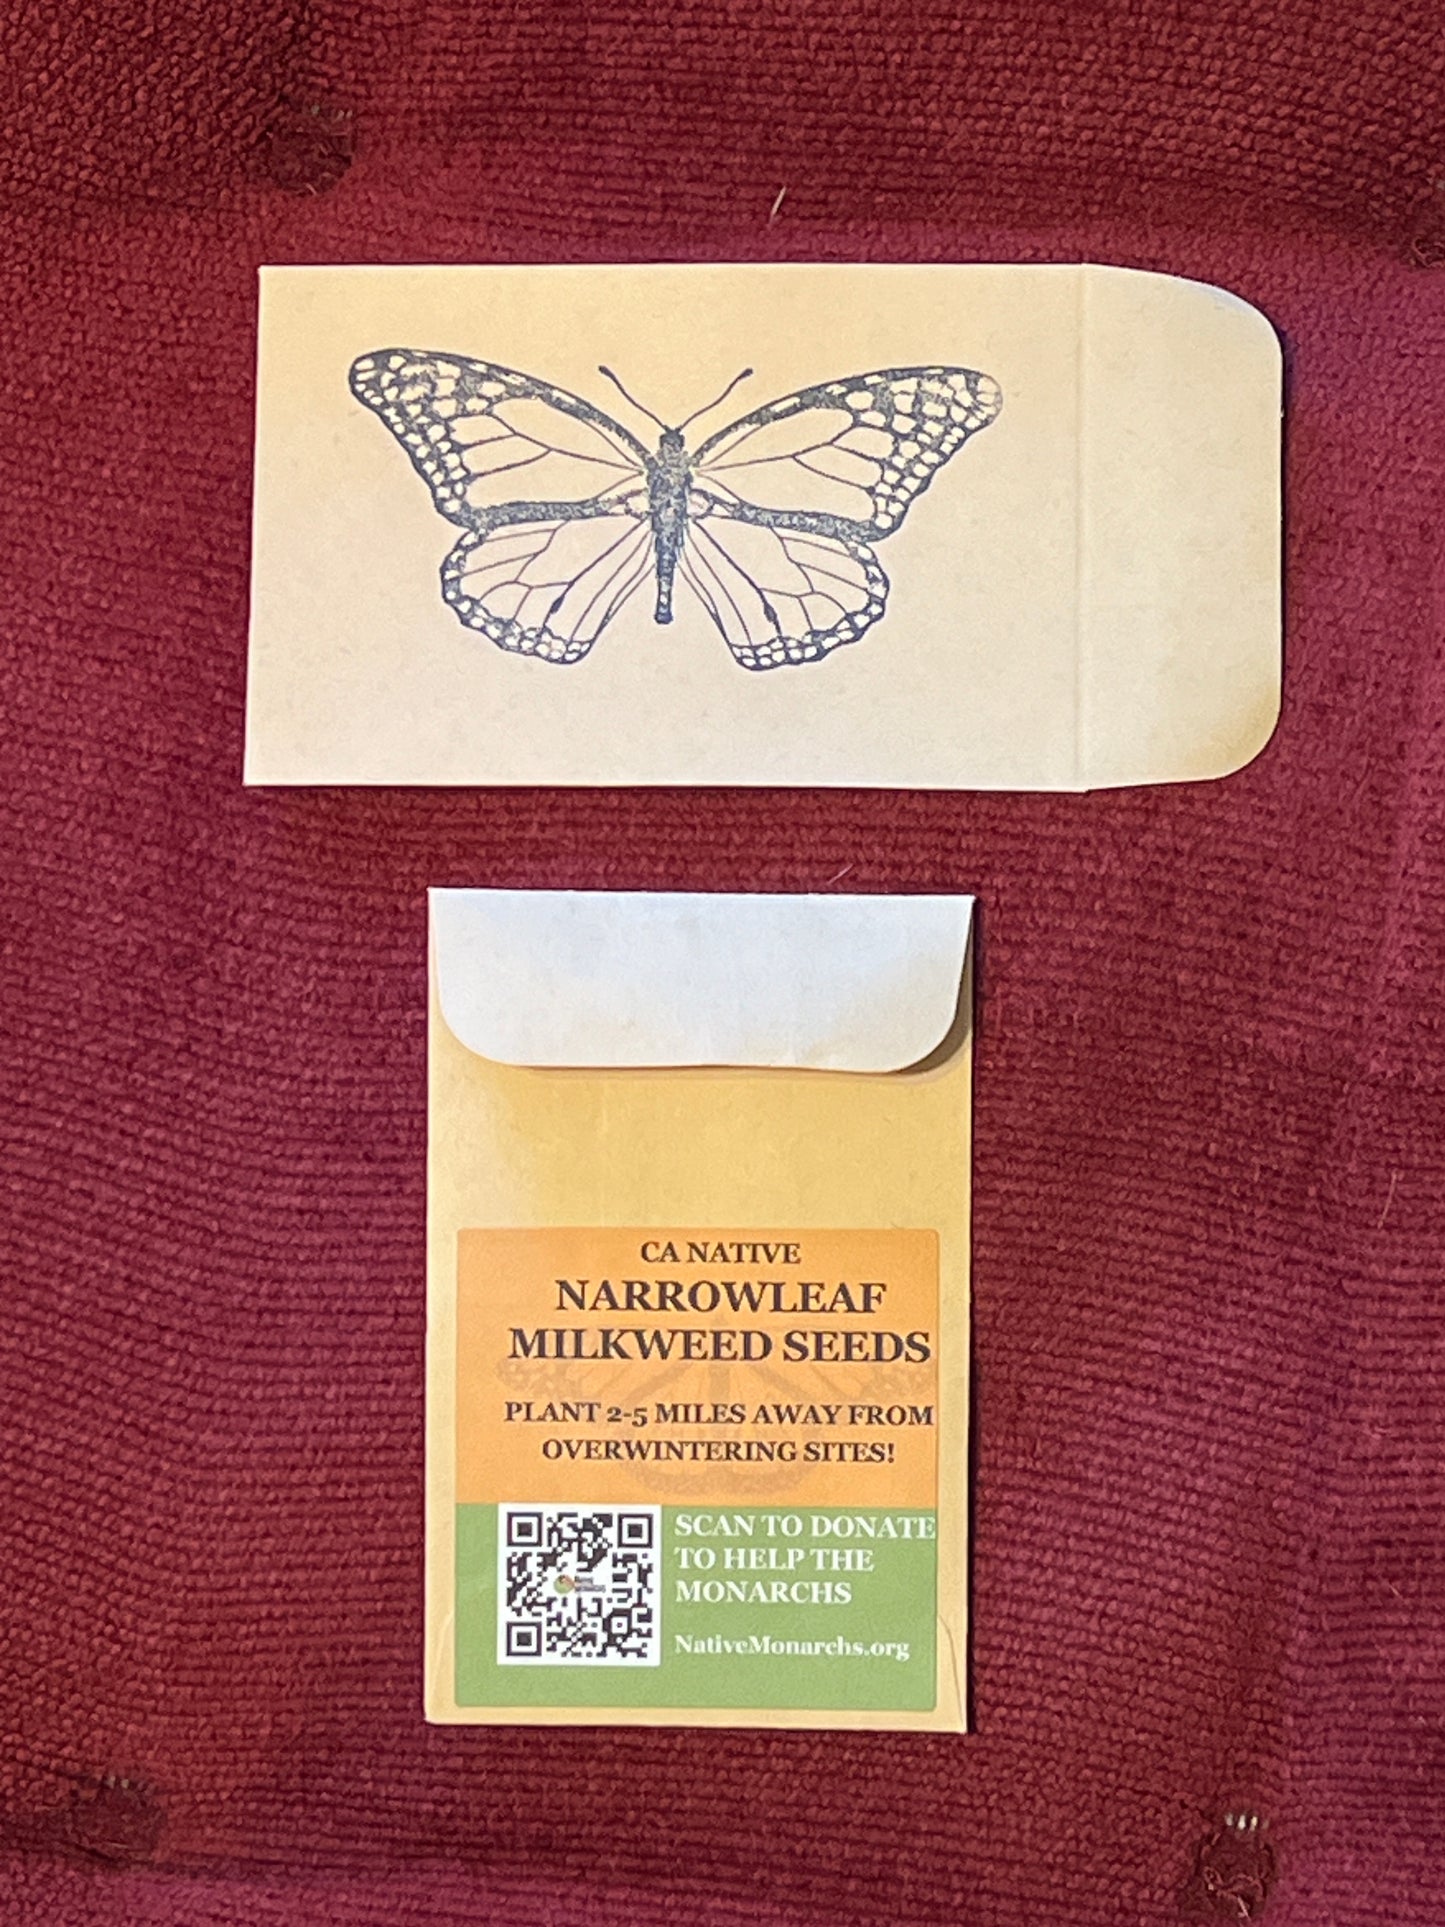 CA NATIVE
NARROWLEAF
MILKWEED SEEDS
PLANT 2-5 MILES AWAY FROM
OVERWINTERING SITES!
SCAN TO DONATE
TO HELP THE
MONARCHS
NativeMonarchs.org